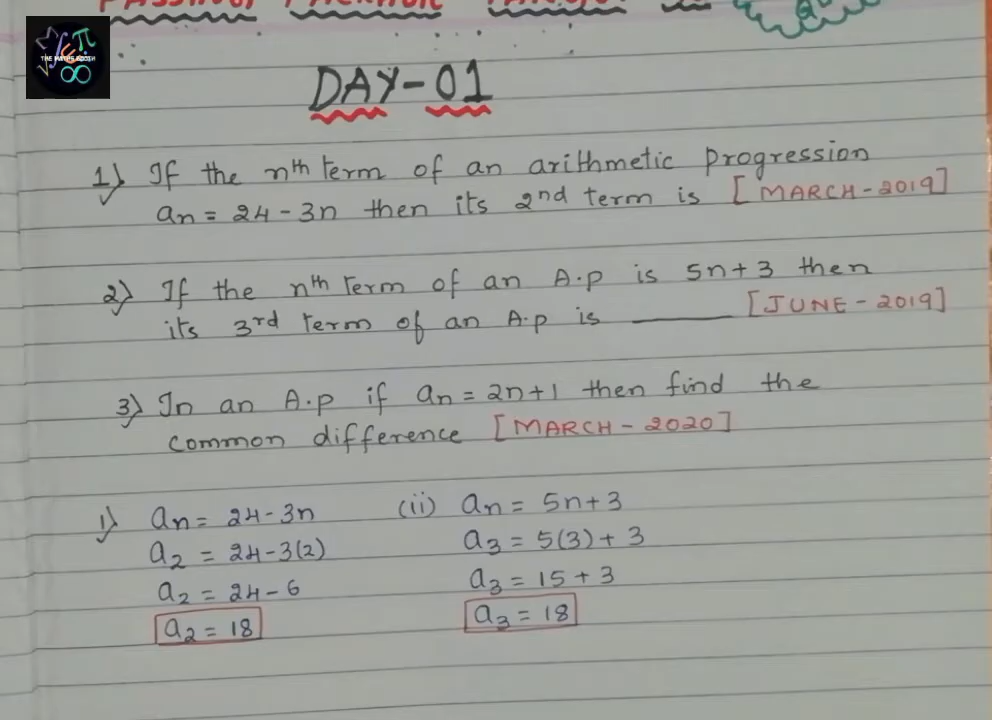 THE MATHS BOOTH
DAY-01
1) If the nth term of an arithmetic progression
an = 24-3n then its 2nd term is [MARCH-2019]
2) If the nth term of an A.p is 5n+3 then
its 3rd term of an A.p is ______ [JUNE-2019]
3) In an A.p if an = 2n+1 then find the
common difference [MARCH-2020]
1) an = 24-3n
a2 = 24-3(2)
a2 = 24-6
a2 = 18
(ii) an = 5n+3
a3 = 5(3)+3
a3 = 15+3
a3 = 18